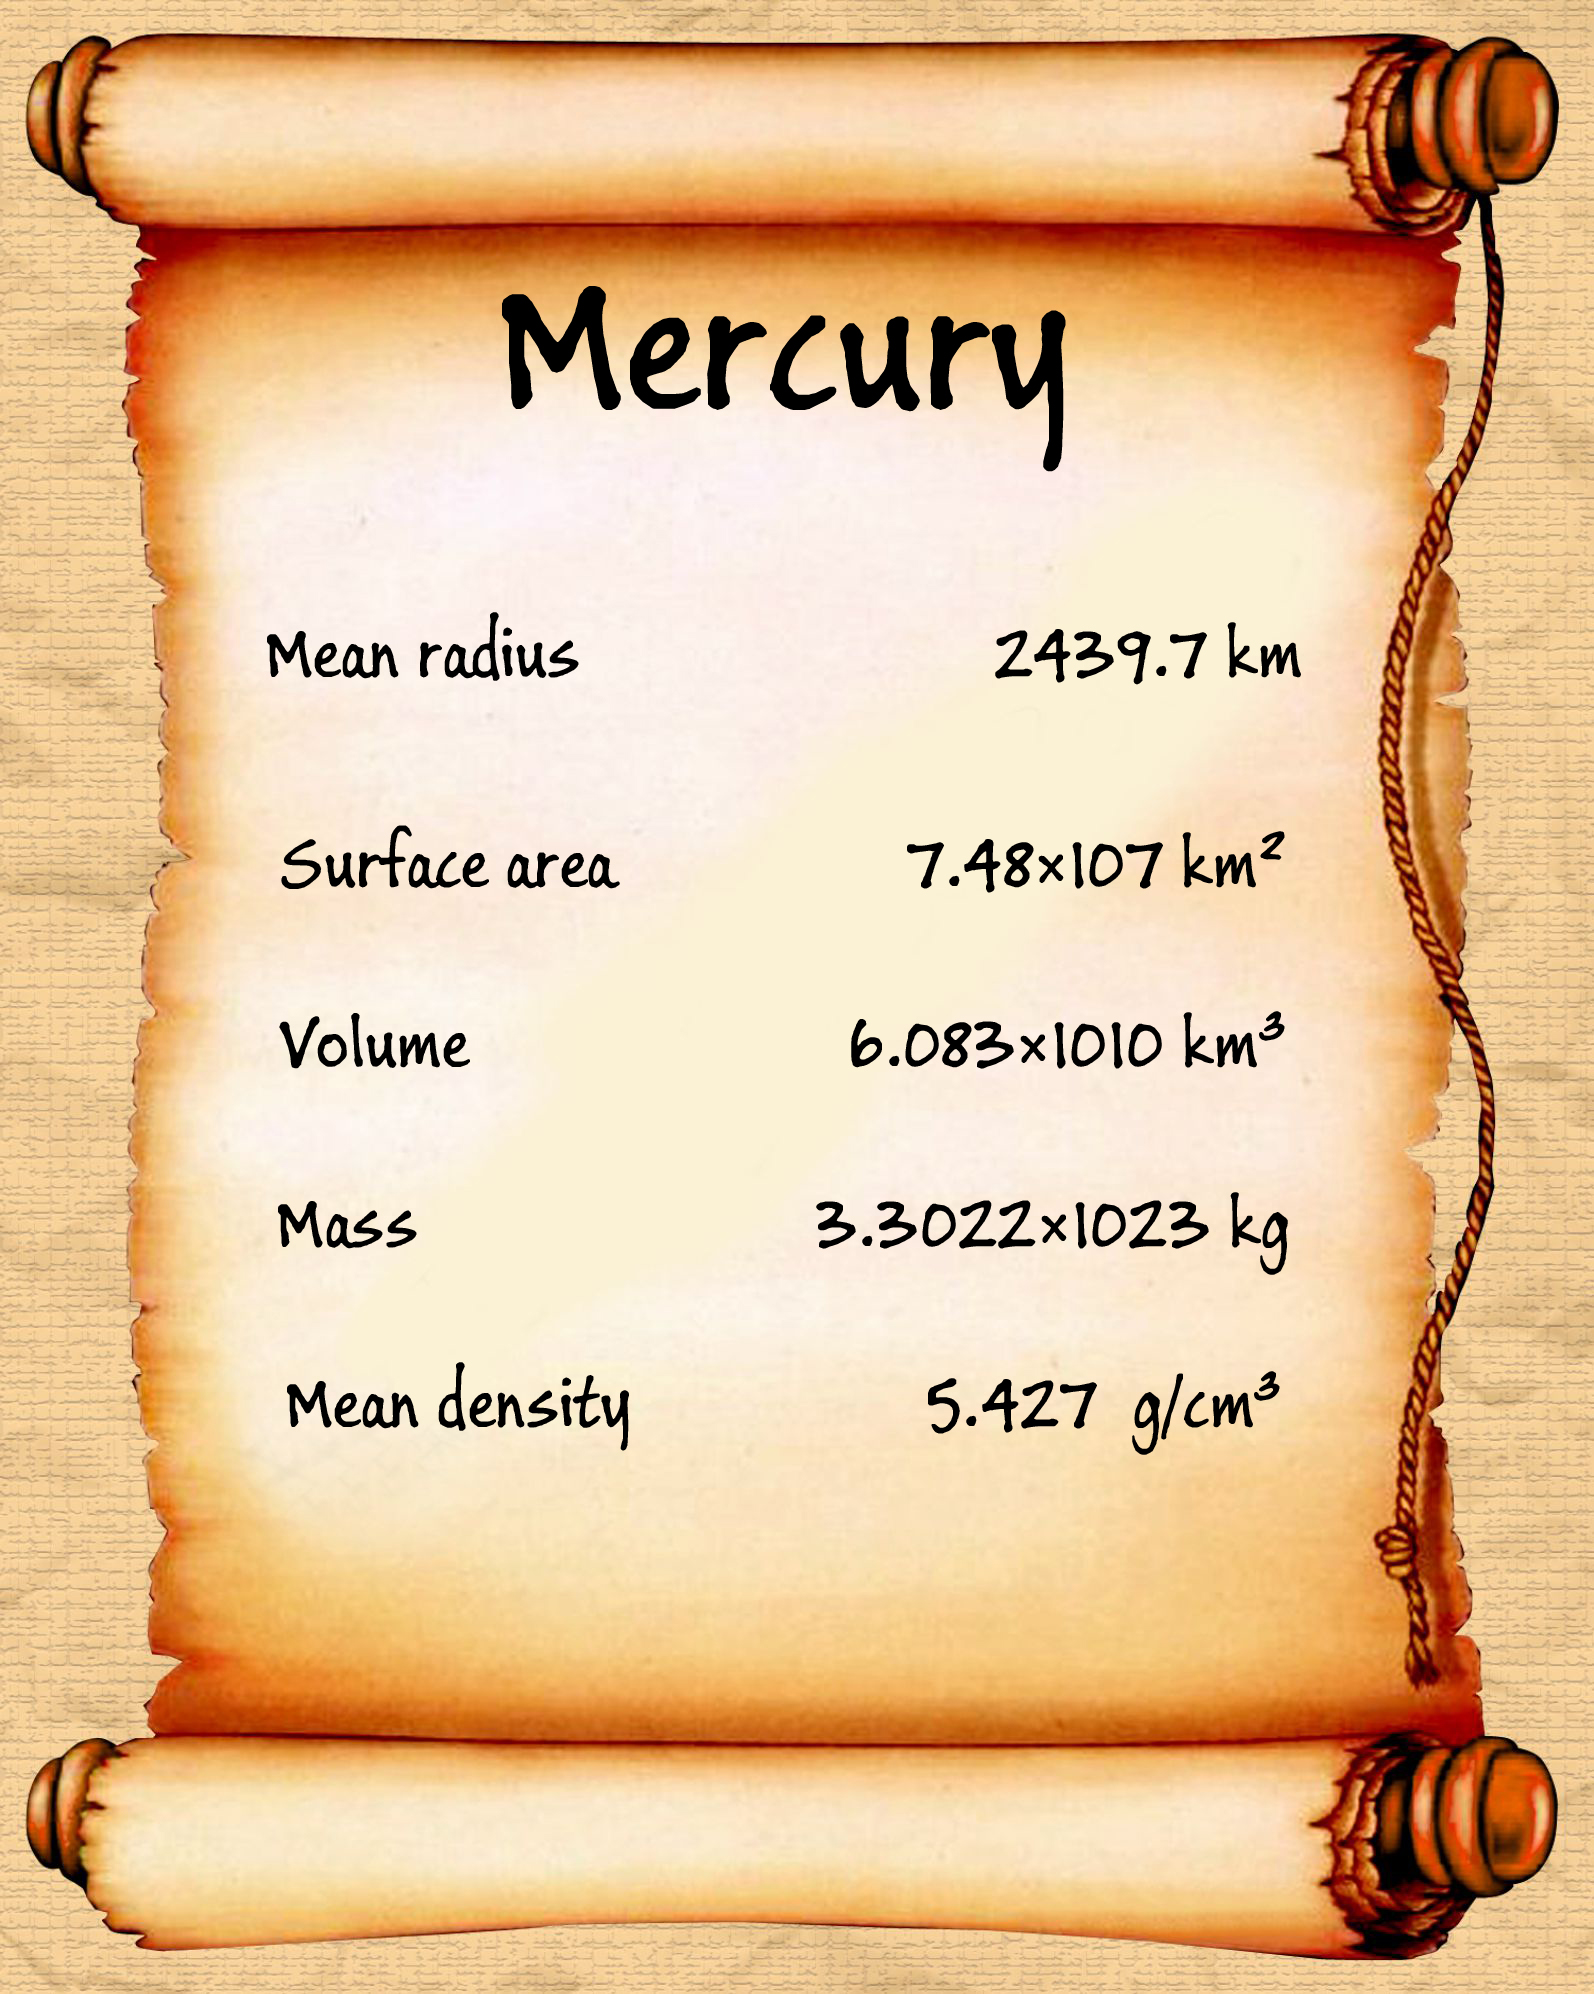 Mercury
Mean radius 2439.7 km
Surface area 7.48×107 km²
Volume 6.083×1010 km³
Mass 3.3022×1023 kg
Mean density 5.427 g/cm³